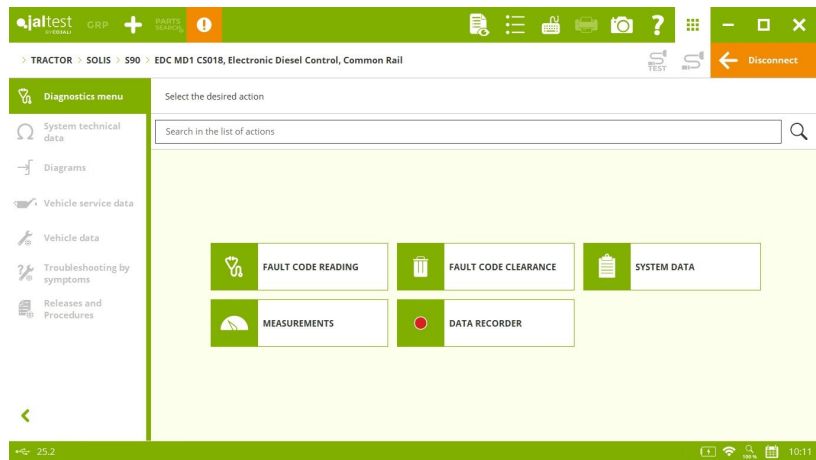 jaltest GRP PARTS SEARCH
BY COJALI
> TRACTOR > SOLIS > S90 > EDC MD1 CS018, Electronic Diesel Control, Common Rail
TEST
Disconnect
Diagnostics menu
Select the desired action
System technical
data
Search in the list of actions
Diagrams
Vehicle service data
Vehicle data
Troubleshooting by
symptoms
Releases and
Procedures
FAULT CODE READING
FAULT CODE CLEARANCE
SYSTEM DATA
MEASUREMENTS
DATA RECORDER
25.2
100 %
10:11